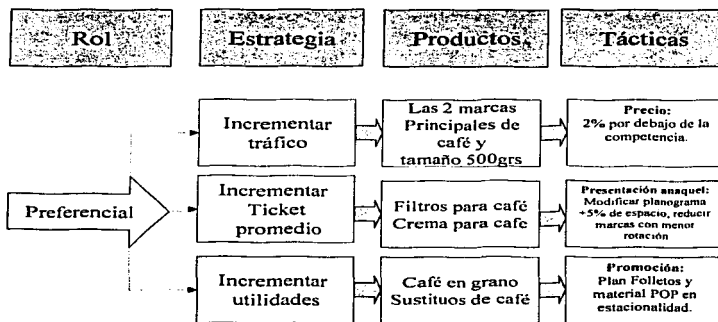 Rol
Estrategia
Productos
Tácticas
Preferencial
Incrementar
tráfico
Las 2 marcas
Principales de
café y
tamaño 500grs
Precio:
2% por debajo de la
competencia.
Incrementar
Ticket
promedio
Filtros para café
Crema para cafe
Presentación anaquel:
Modificar planograma
+5% de espacio, reducir
marcas con menor
rotación
Incrementar
utilidades
Café en grano
Sustituos de café
Promoción:
Plan Folletos y
material POP en
estacionalidad.